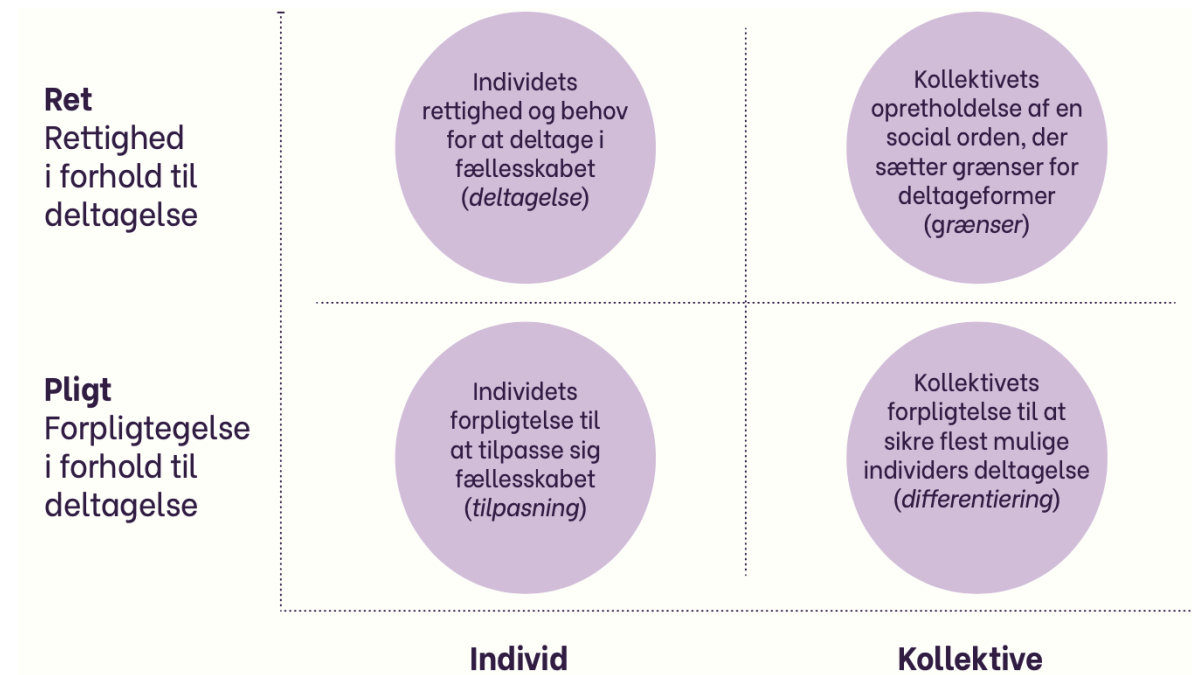 Ret
Rettighed
i forhold til
deltagelse
Individets
rettighed og behov
for at deltage i
fællesskabet
(deltagelse)
Kollektivets
opretholdelse af en
social orden, der
sætter grænser for
deltageformer
(grænser)
Pligt
Forpligtegelse
i forhold til
deltagelse
Individets
forpligtelse til
at tilpasse sig
fællesskabet
(tilpasning)
Kollektivets
forpligtelse til at
sikre flest mulige
individers deltagelse
(differentiering)
Individ
Kollektive